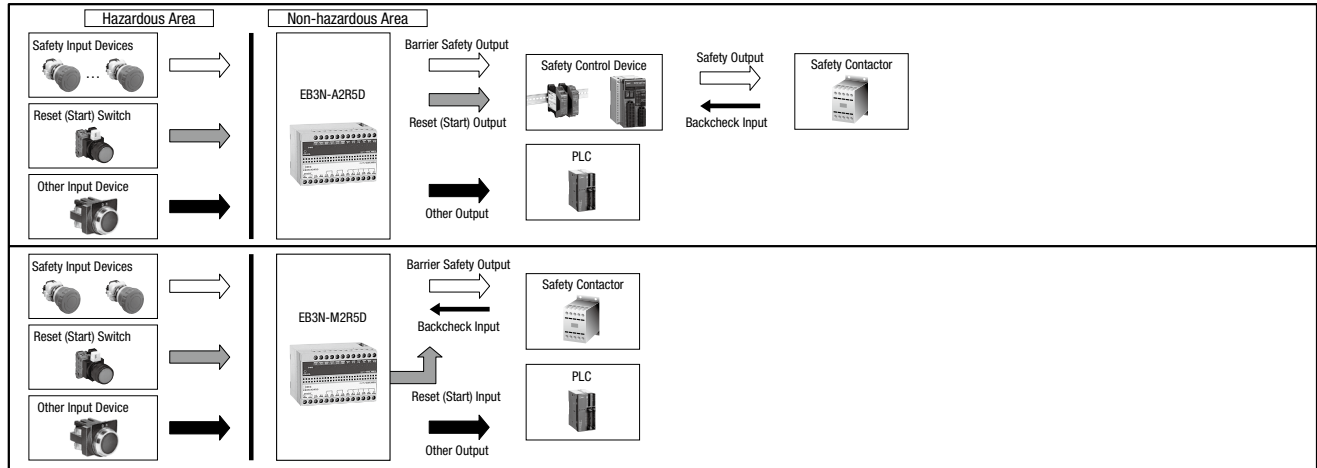 Hazardous Area
Non-hazardous Area
Safety Input Devices
...
Reset (Start) Switch
Other Input Device
EB3N-A2R5D
Barrier Safety Output
Reset (Start) Output
Other Output
Safety Control Device
PLC
Safety Output
Backcheck Input
Safety Contactor
Safety Input Devices
Reset (Start) Switch
Other Input Device
EB3N-M2R5D
Barrier Safety Output
Backcheck Input
Reset (Start) Input
Other Output
Safety Contactor
PLC